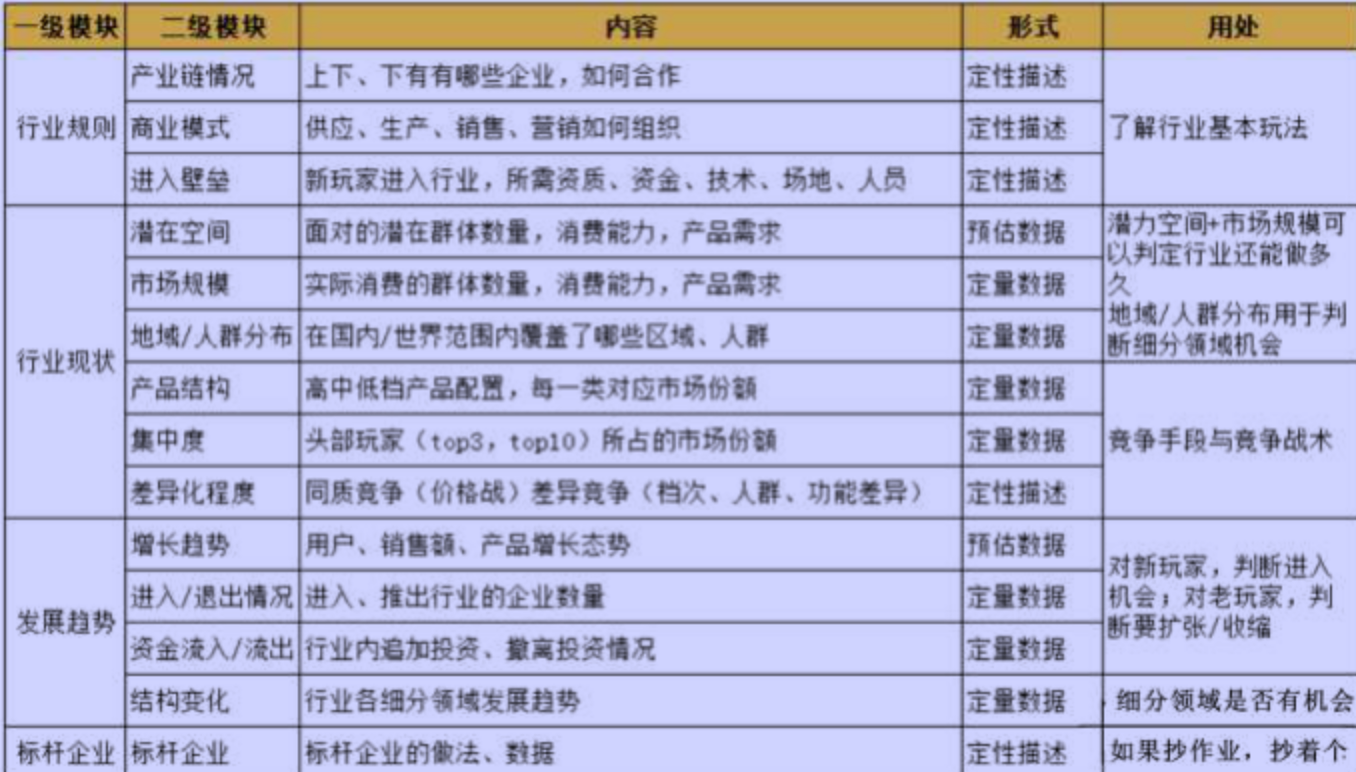 一级模块 二级模块 内容 形式 用处
行业规则
产业链情况 上下、下有有哪些企业，如何合作 定性描述
商业模式 供应、生产、销售、营销如何组织 定性描述
进入壁垒 新玩家进入行业，所需资质、资金、技术、场地、人员 定性描述
了解行业基本玩法
行业现状
潜在空间 面对的潜在群体数量，消费能力，产品需求 预估数据
市场规模 实际消费的群体数量，消费能力，产品需求 定量数据
地域/人群分布 在国内/世界范围内覆盖了哪些区域、人群 定量数据
潜力空间+市场规模可
以判定行业还能做多
久
地域/人群分布用于判
断细分领域机会
产品结构 高中低档产品配置，每一类对应市场份额 定量数据
集中度 头部玩家（top3，top10）所占的市场份额 定量数据
差异化程度 同质竞争（价格战）差异竞争（档次、人群、功能差异） 定性描述
竞争手段与竞争战术
发展趋势
增长趋势 用户、销售额、产品增长态势 预估数据
进入/退出情况 进入、推出行业的企业数量 定量数据
资金流入/流出 行业内追加投资、撤离投资情况 定量数据
对新玩家，判断进入
机会；对老玩家，判
断要扩张/收缩
结构变化 行业各细分领域发展趋势 定量数据 细分领域是否有机会
标杆企业 标杆企业 标杆企业的做法、数据 定性描述 如果抄作业，抄着个